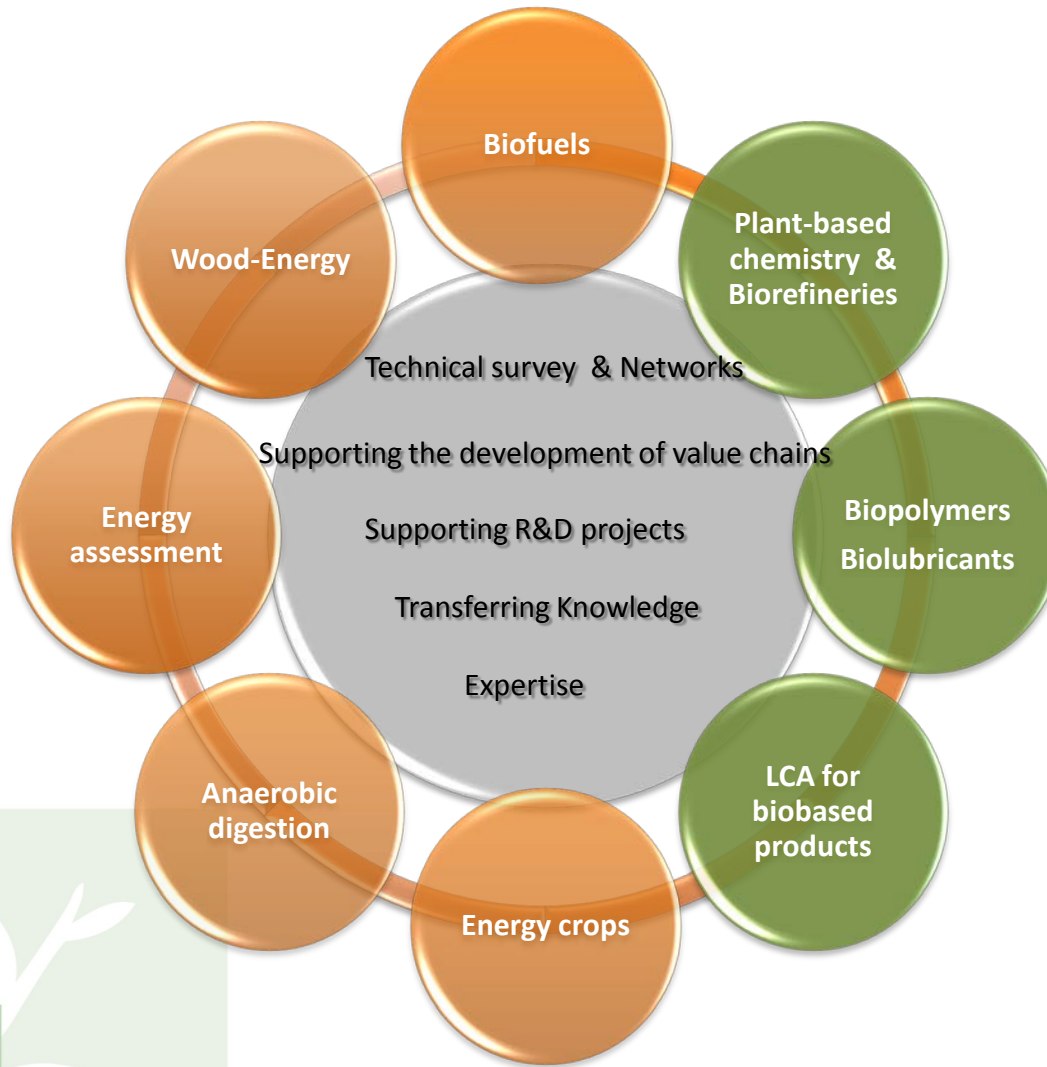 Biofuels
Plant-based
chemistry & 
Biorefineries
Biopolymers
Biolubricants
LCA for
biobased
products
Energy crops
Anaerobic
digestion
Energy
assessment
Wood-Energy
Technical survey & Networks
Supporting the development of value chains
Supporting R&D projects
Transferring Knowledge
Expertise